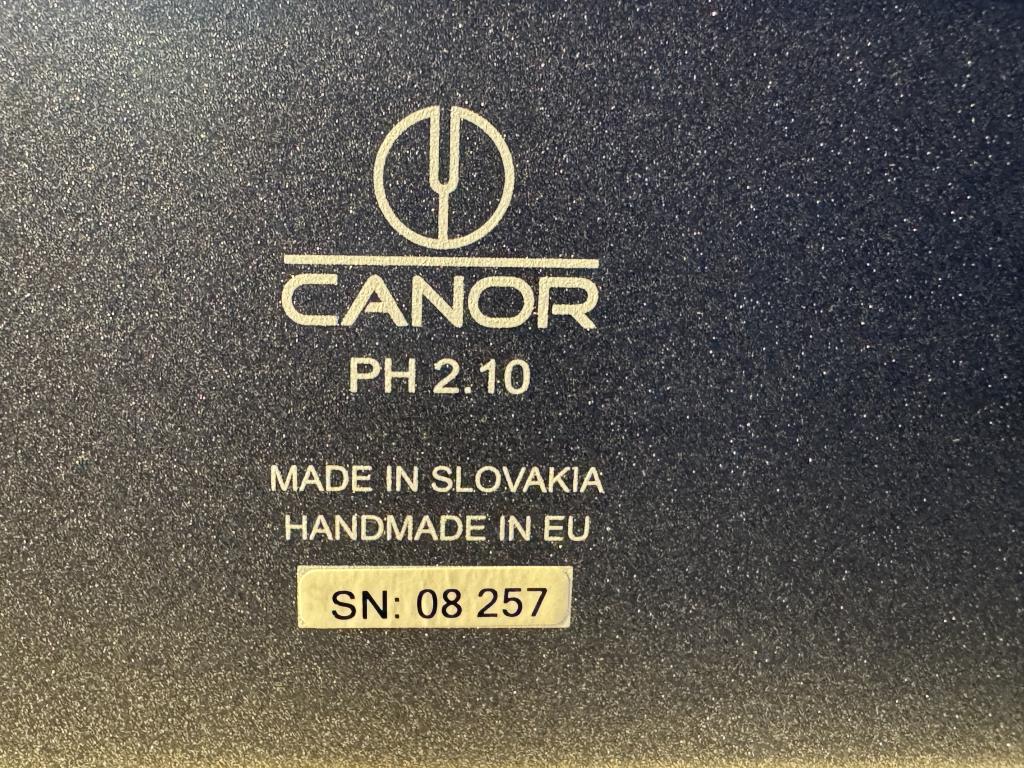 CANOR
PH 2.10
MADE IN SLOVAKIA
HANDMADE IN EU
SN: 08 257